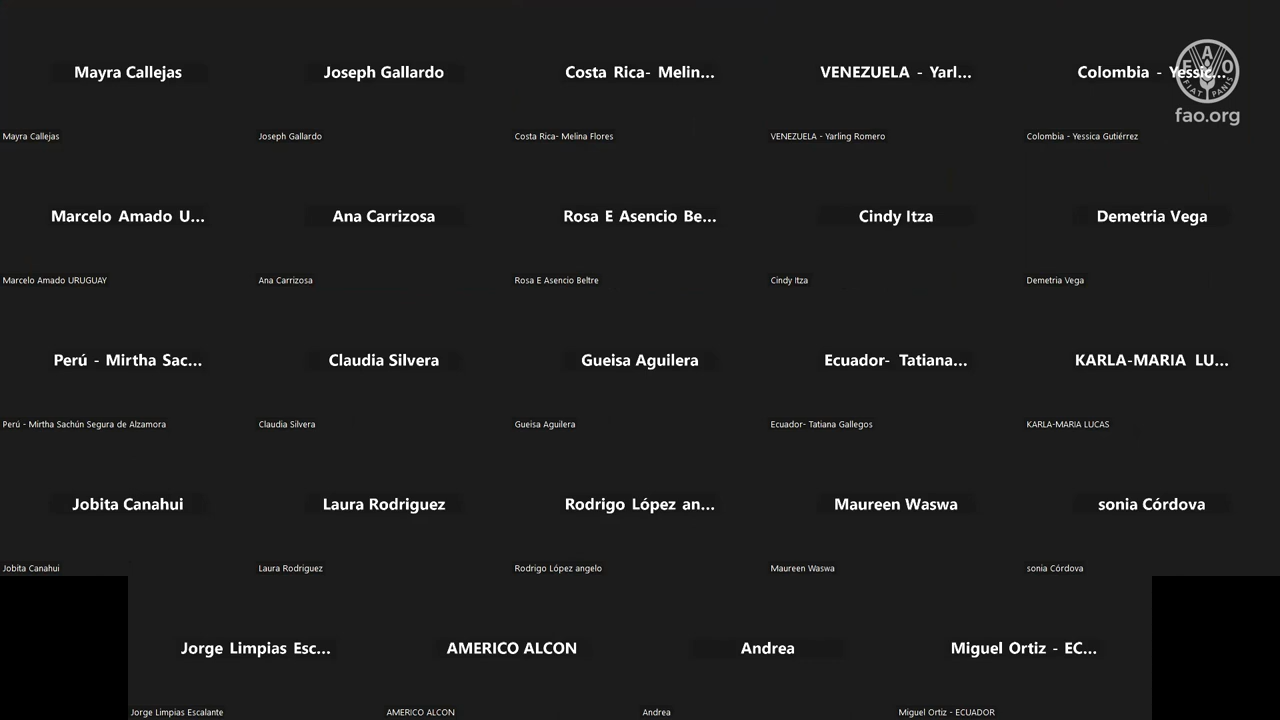 Mayra Callejas
Joseph Gallardo
Costa Rica- Melin...
VENEZUELA - Yarl...
Colombia - Yessic...
FAO
FIAT PANIS
fao.org
Mayra Callejas
Joseph Gallardo
Costa Rica- Melina Flores
VENEZUELA - Yarling Romero
Colombia - Yessica Gutiérrez
Marcelo Amado U...
Ana Carrizosa
Rosa E Asencio Be...
Cindy Itza
Demetria Vega
Marcelo Amado URUGUAY
Ana Carrizosa
Rosa E Asencio Beltre
Cindy Itza
Demetria Vega
Perú - Mirtha Sac...
Claudia Silvera
Gueisa Aguilera
Ecuador- Tatiana...
KARLA-MARIA LU...
Perú - Mirtha Sachún Segura de Alzamora
Claudia Silvera
Gueisa Aguilera
Ecuador- Tatiana Gallegos
KARLA-MARIA LUCAS
Jobita Canahui
Laura Rodriguez
Rodrigo López an...
Maureen Waswa
sonia Córdova
Jobita Canahui
Laura Rodriguez
Rodrigo López angelo
Maureen Waswa
sonia Córdova
Jorge Limpias Esc...
AMERICO ALCON
Andrea
Miguel Ortiz - EC...
Jorge Limpias Escalante
AMERICO ALCON
Andrea
Miguel Ortiz - ECUADOR